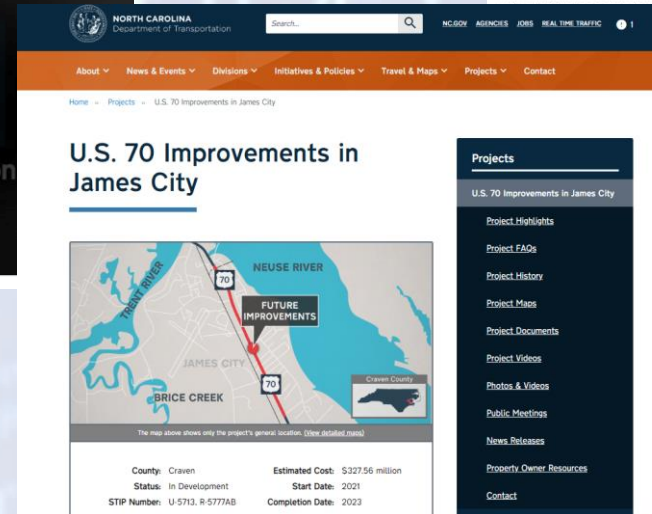 NORTH CAROLINA
Department of Transportation
Search...
NC.GOV AGENCIES JOBS REAL TIME TRAFFIC 1
About News & Events Divisions Initiatives & Policies Travel & Maps Projects Contact
Home Projects U.S. 70 Improvements in James City
U.S. 70 Improvements in
James City
on
TRENT RIVER
70
NEUSE RIVER
FUTURE
IMPROVEMENTS
JAMES CITY
70
BRICE CREEK
Craven County
The map above shows only the project's general location. (View detailed maps)
County: Craven
Status: In Development
STIP Number: U-5713, R-5777AB
Estimated Cost: $327.56 million
Start Date: 2021
Completion Date: 2023
Projects
U.S. 70 Improvements in James City
Project Highlights
Project FAQs
Project History
Project Maps
Project Documents
Project Videos
Photos & Videos
Public Meetings
News Releases
Property Owner Resources
Contact